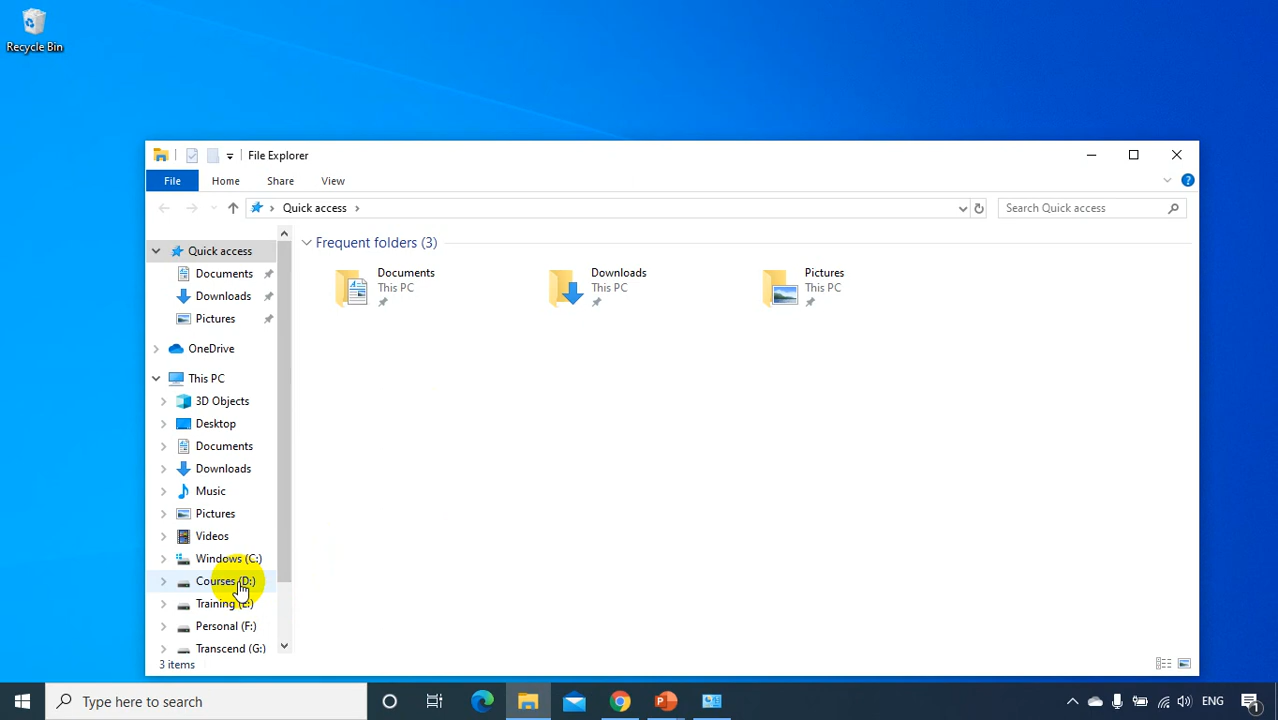 Recycle Bin
File Explorer
File Home Share View
Quick access
Search Quick access
Quick access
Documents
Downloads
Pictures
OneDrive
This PC
3D Objects
Desktop
Documents
Downloads
Music
Pictures
Videos
Windows (C:)
Courses (D:)
Training (E:)
Personal (F:)
Transcend (G:)
Frequent folders (3)
Documents
This PC
Downloads
This PC
Pictures
This PC
3 items
Type here to search
ENG
1